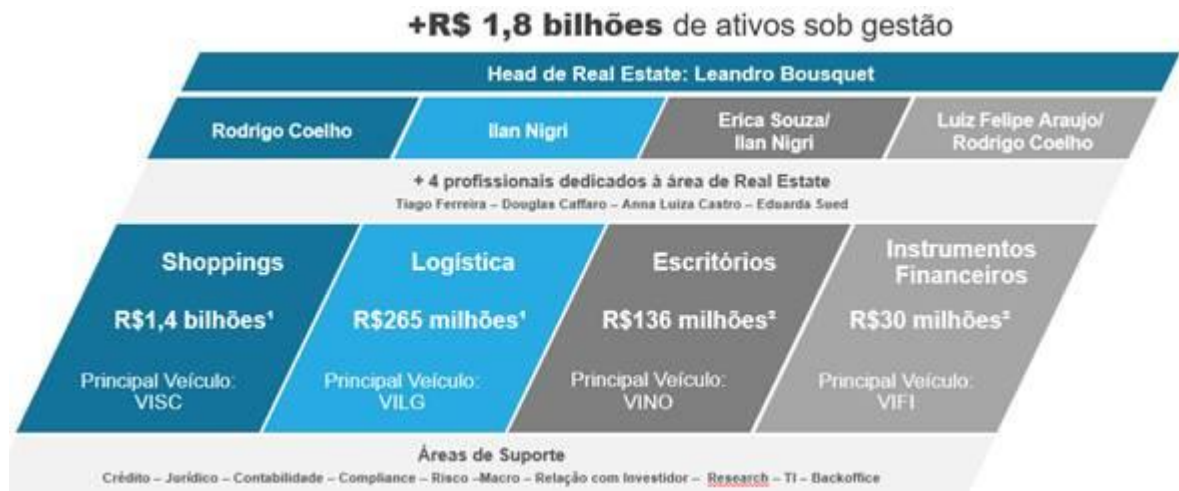 +R$ 1,8 bilhões de ativos sob gestão
Head de Real Estate: Leandro Bousquet
Rodrigo Coelho
Ilan Nigri
Erica Souza/
Ilan Nigri
Luiz Felipe Araujo/
Rodrigo Coelho
+ 4 profissionais dedicados à área de Real Estate
Tiago Ferreira – Douglas Caffaro – Anna Luiza Castro – Eduarda Sued
Shoppings
R$1,4 bilhões¹
Principal Veículo:
VISC
Logística
R$265 milhões¹
Principal Veículo:
VILG
Escritórios
R$136 milhões²
Principal Veículo:
VINO
Instrumentos
Financeiros
R$30 milhões²
Principal Veículo:
VIFI
Áreas de Suporte
Crédito – Jurídico – Contabilidade – Compliance – Risco –Macro – Relação com Investidor – Research – TI – Backoffice